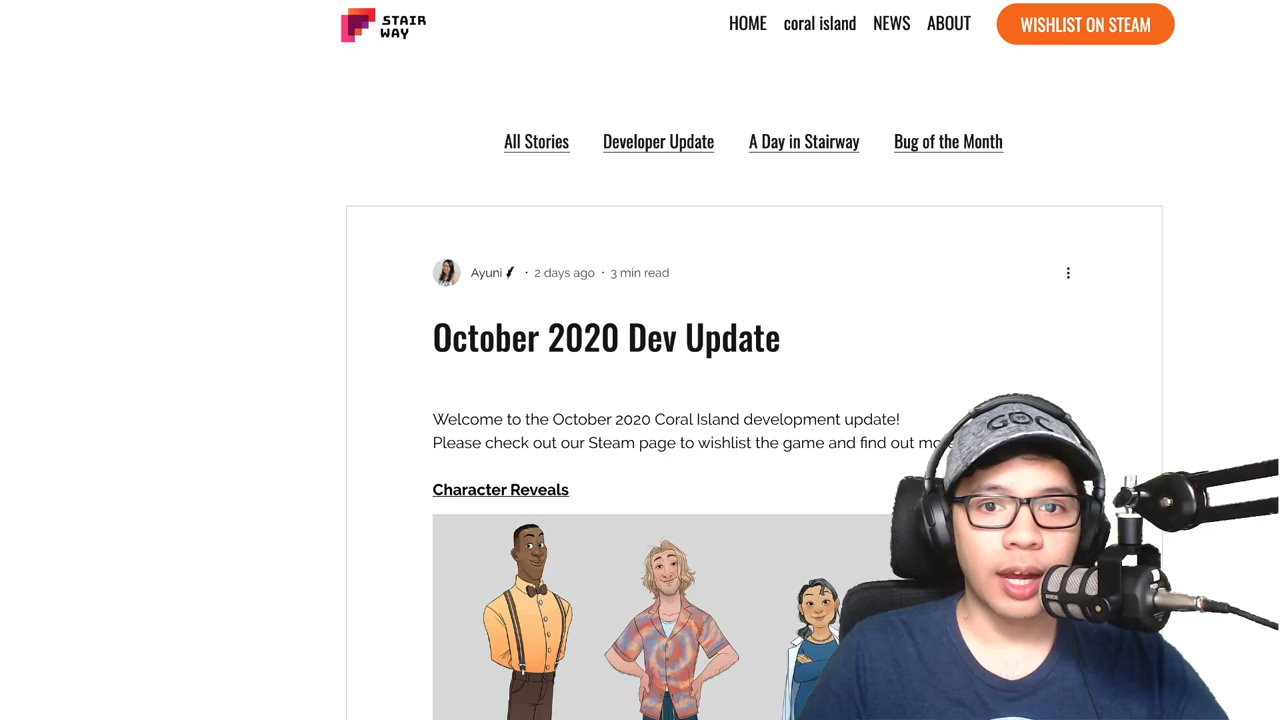 STAIR
WAY
HOME coral island NEWS ABOUT WISHLIST ON STEAM
All Stories Developer Update A Day in Stairway Bug of the Month
Ayuni · 2 days ago · 3 min read
October 2020 Dev Update
Welcome to the October 2020 Coral Island development update!
Please check out our Steam page to wishlist the game and find out
Character Reveals
GDC